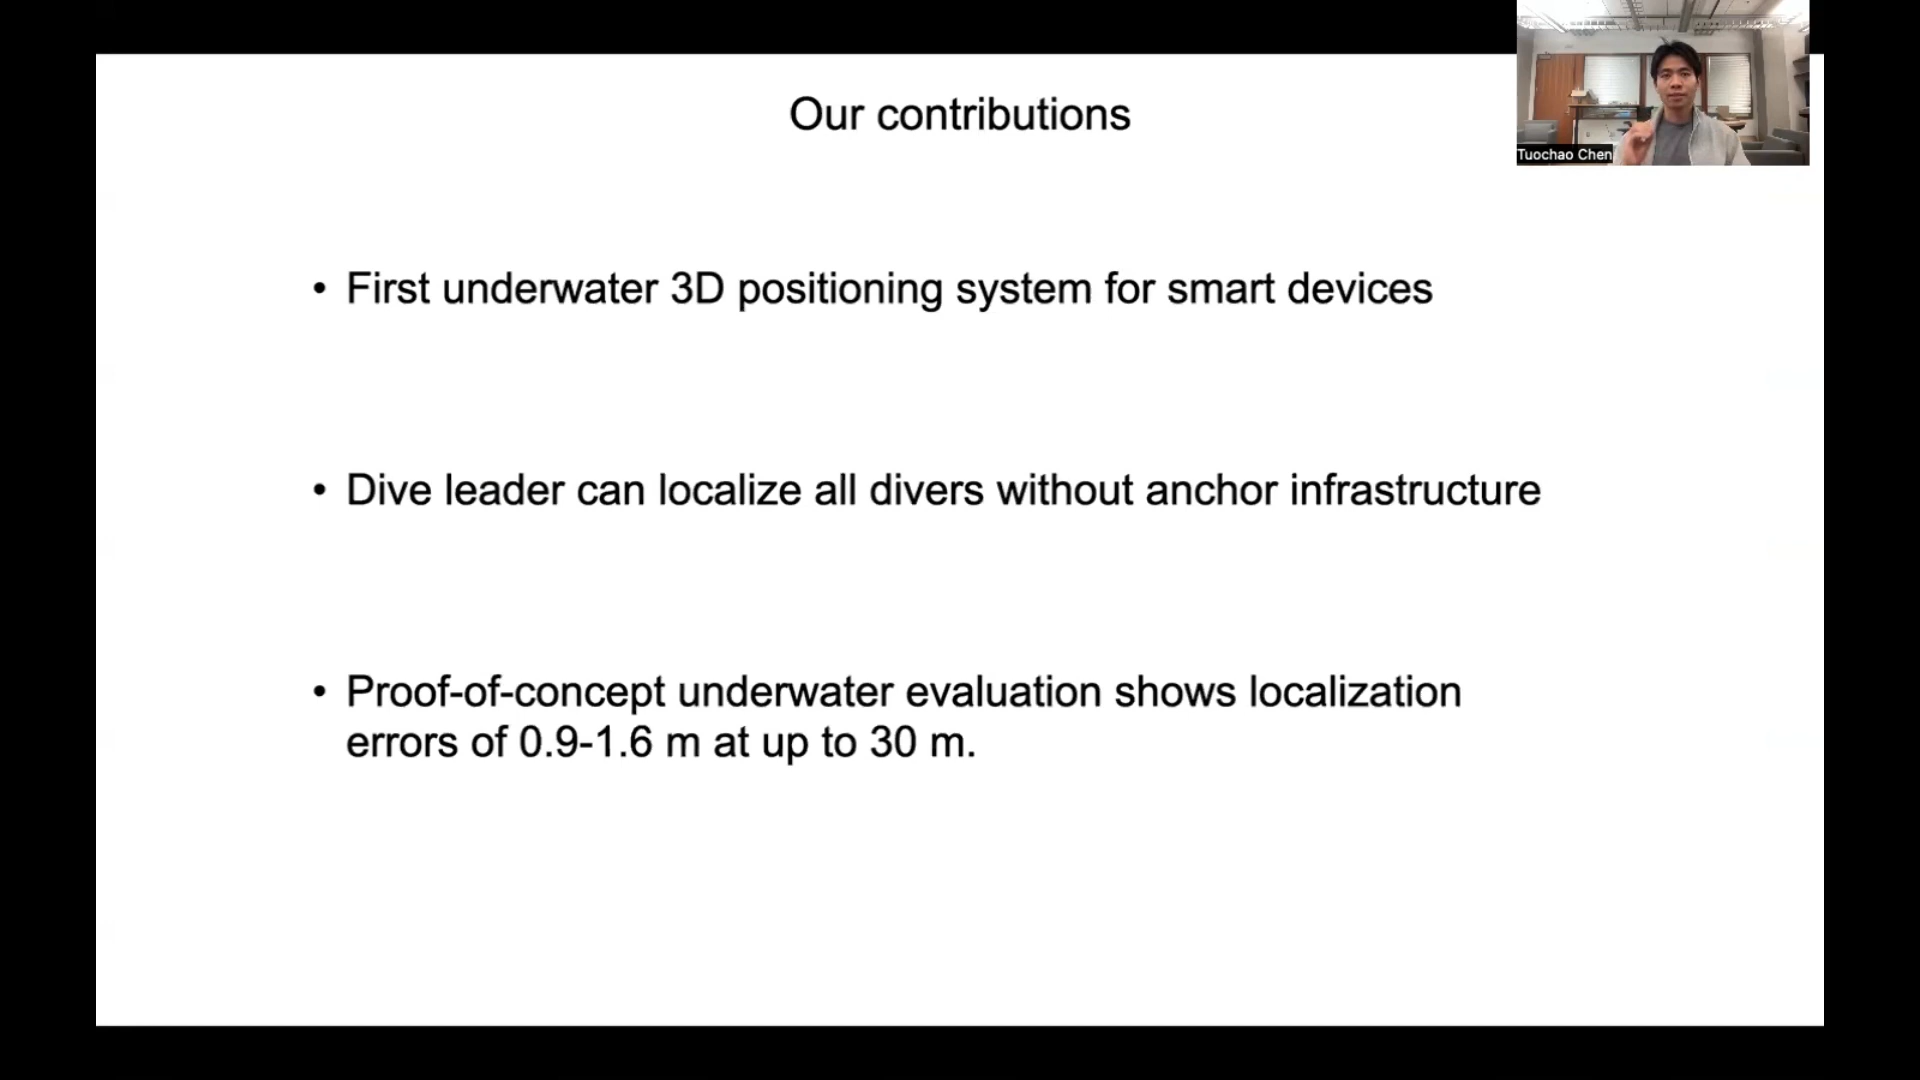 Our contributions
Tuochao Chen
• First underwater 3D positioning system for smart devices
• Dive leader can localize all divers without anchor infrastructure
• Proof-of-concept underwater evaluation shows localization
errors of 0.9-1.6 m at up to 30 m.